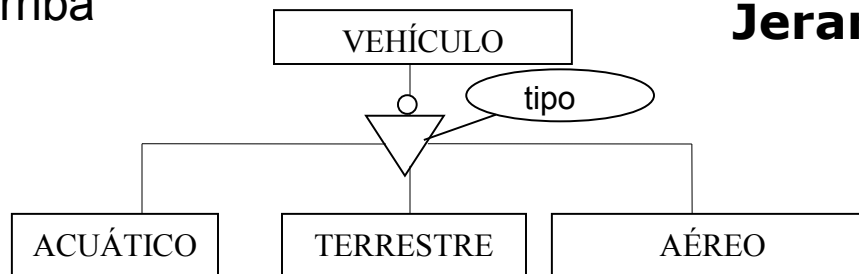 VEHÍCULO
tipo
ACUÁTICO
TERRESTRE
AÉREO